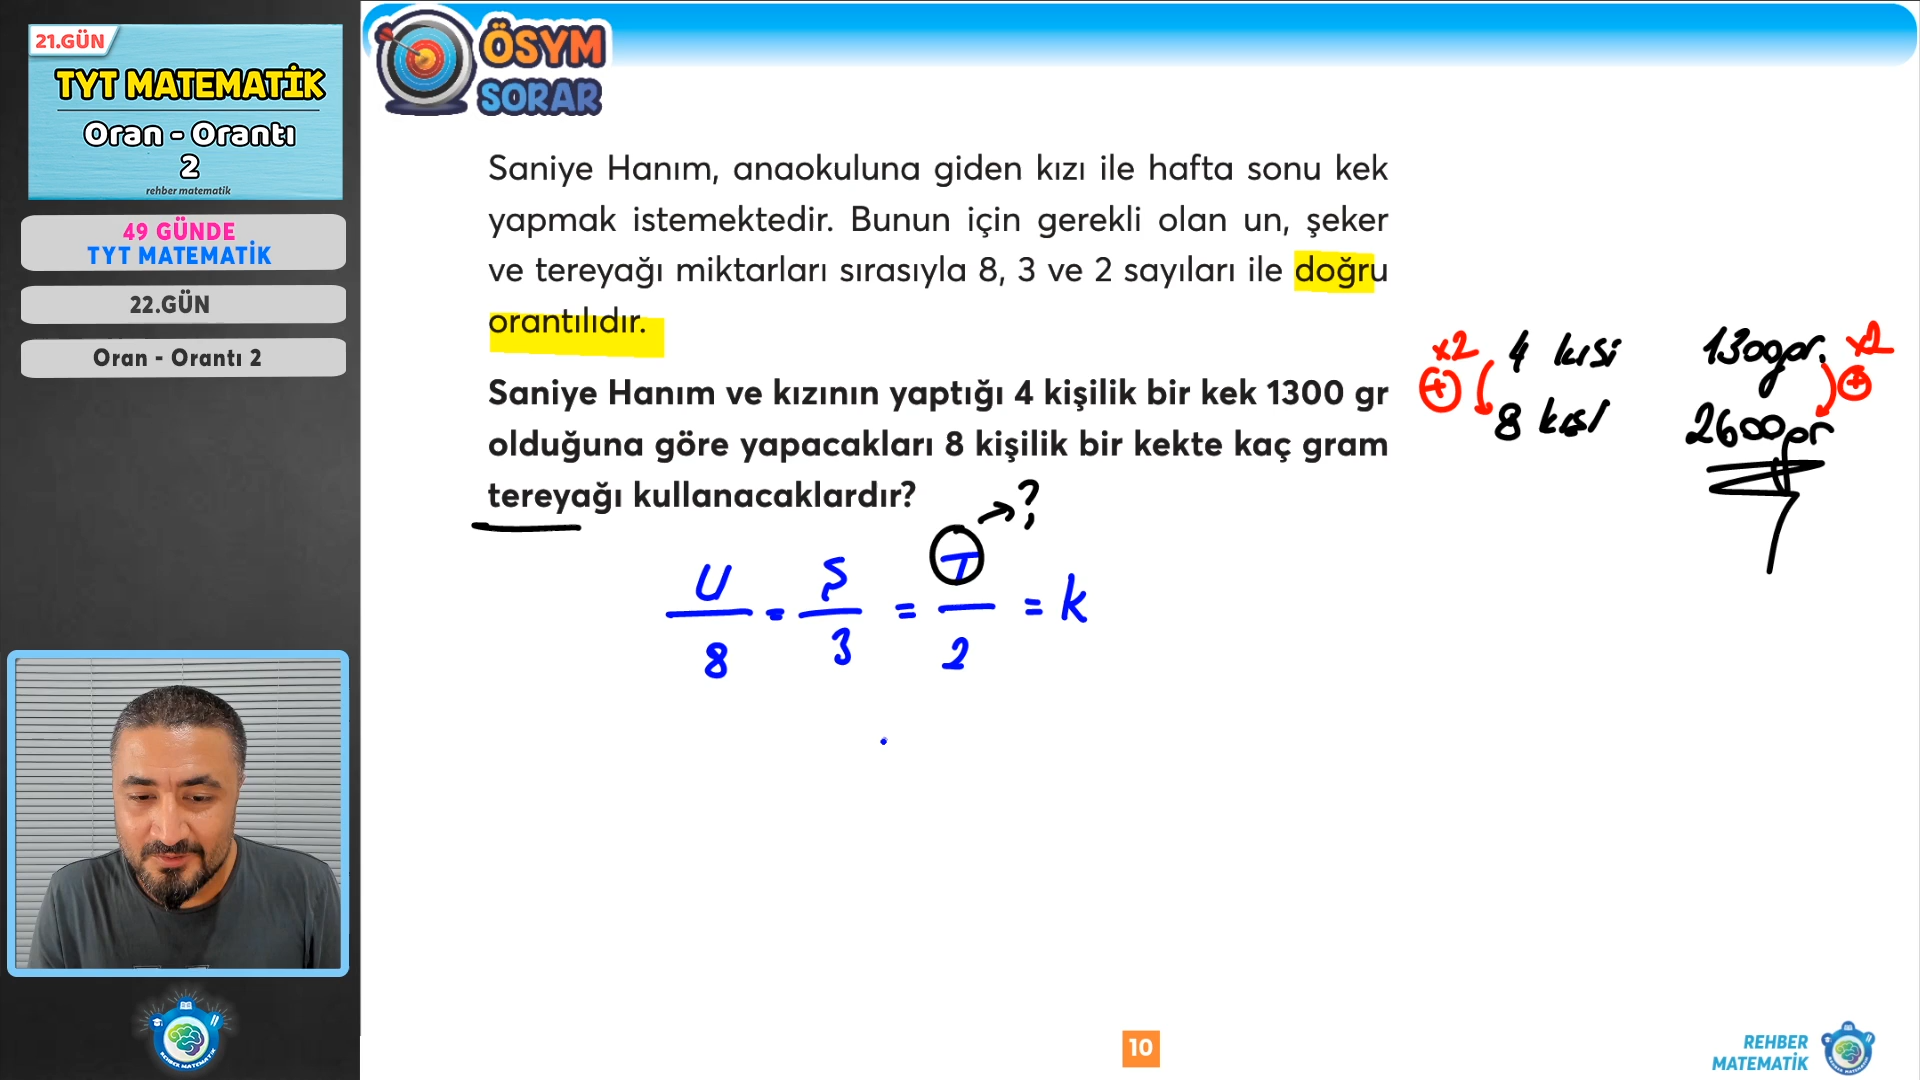 21.GÜN
TYT MATEMATİK
Oran - Orantı
2
rehber matematik
49 GÜNDE
TYT MATEMATİK
22.GÜN
Oran - Orantı 2
ÖSYM
SORAR
Saniye Hanım, anaokuluna giden kızı ile hafta sonu kek
yapmak istemektedir. Bunun için gerekli olan un, şeker
ve tereyağı miktarları sırasıyla 8, 3 ve 2 sayıları ile doğru
orantılıdır.
Saniye Hanım ve kızının yaptığı 4 kişilik bir kek 1300 gr
olduğuna göre yapacakları 8 kişilik bir kekte kaç gram
tereyağı kullanacaklardır?
x2 4 kişi 1300gr. x2
+ 8 kişi 2600gr +
→ ?
U/8 = Ş/3 = T/2 = k
10
REHBER
MATEMATİK
REHBER MATEMATİK